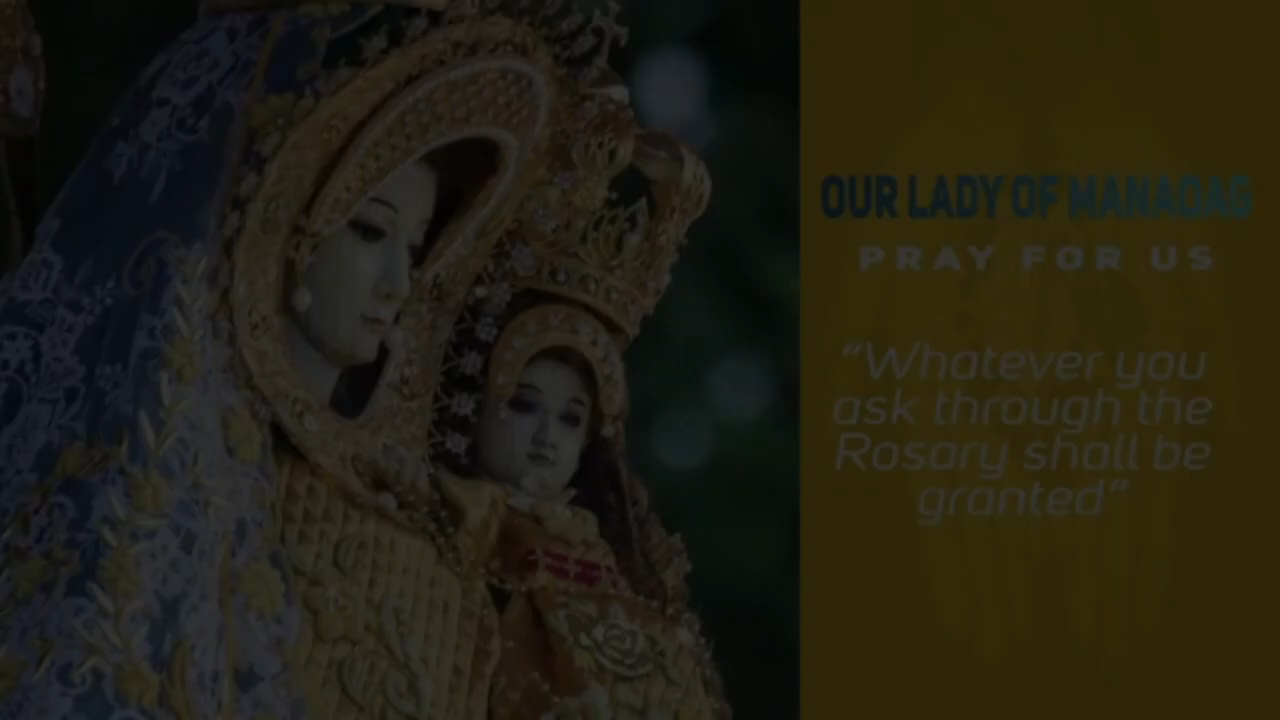 OUR LADY OF MANAOAG
PRAY FOR US
“Whatever you
ask through the
Rosary shall be
granted”